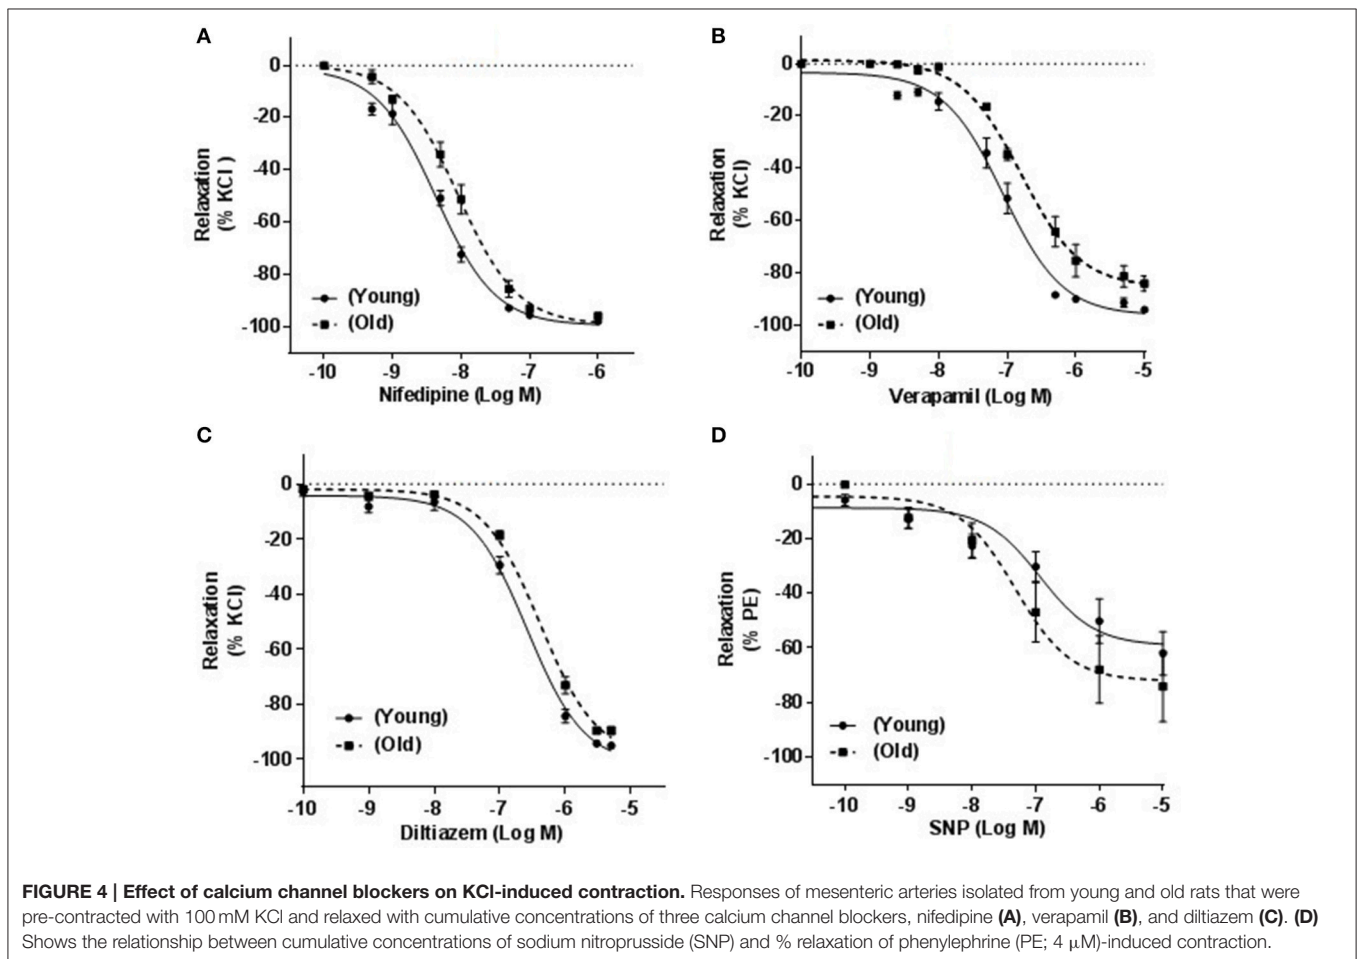 A
0
-20
-40
-60
-80
-100
Relaxation
(% KCl )
(Young)
(Old)
-10 -9 -8 -7 -6
Nifedipine (Log M)
B
0
-20
-40
-60
-80
-100
Relaxation
(% KCl)
(Young)
(Old)
-10 -9 -8 -7 -6 -5
Verapamil (Log M)
C
0
-20
-40
-60
-80
-100
Relaxation
(% KCl)
(Young)
(Old)
-10 -9 -8 -7 -6 -5
Diltiazem (Log M)
D
0
-20
-40
-60
-80
-100
Relaxation
(% PE)
(Young)
(Old)
-10 -9 -8 -7 -6 -5
SNP (Log M)
FIGURE 4 | Effect of calcium channel blockers on KCl-induced contraction. Responses of mesenteric arteries isolated from young and old rats that were
pre-contracted with 100 mM KCl and relaxed with cumulative concentrations of three calcium channel blockers, nifedipine (A), verapamil (B), and diltiazem (C). (D)
Shows the relationship between cumulative concentrations of sodium nitroprusside (SNP) and % relaxation of phenylephrine (PE; 4 μM)-induced contraction.